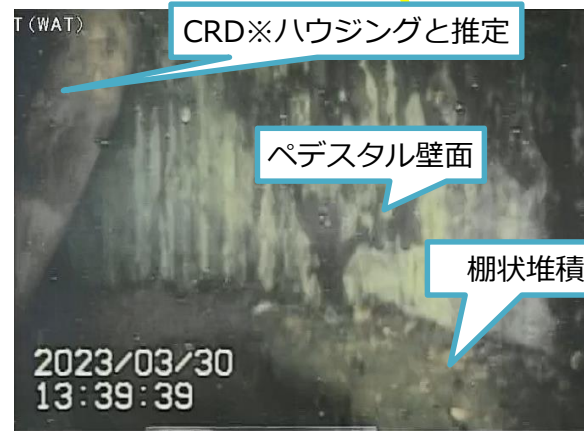 T (WAT)
CRD※ハウジングと推定
ペデスタル壁面
棚状堆積
2023/03/30
13:39:39